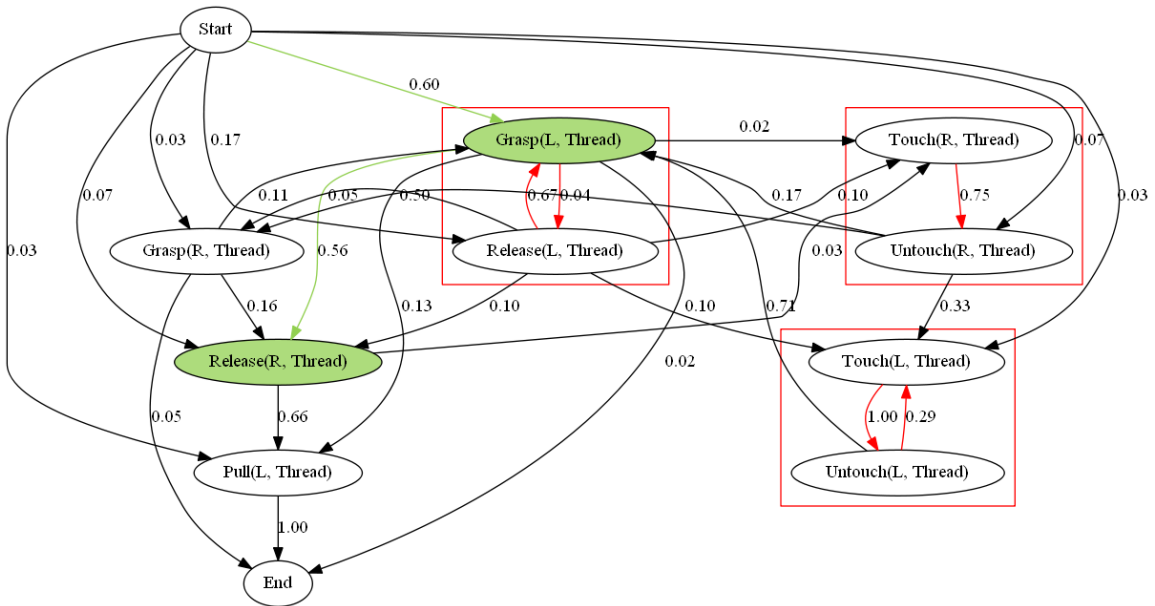 Start
0.60
Grasp(L, Thread)
0.02
Touch(R, Thread)
0.03
0.17
0.07
0.07
0.11
0.05
0.50
0.67
0.04
0.17
0.10
0.75
0.03
0.03
Grasp(R, Thread)
0.56
Release(L, Thread)
0.03
Untouch(R, Thread)
0.16
0.13
0.10
0.10
0.71
0.33
Release(R, Thread)
0.02
Touch(L, Thread)
0.05
0.66
1.00
0.29
Pull(L, Thread)
Untouch(L, Thread)
1.00
End